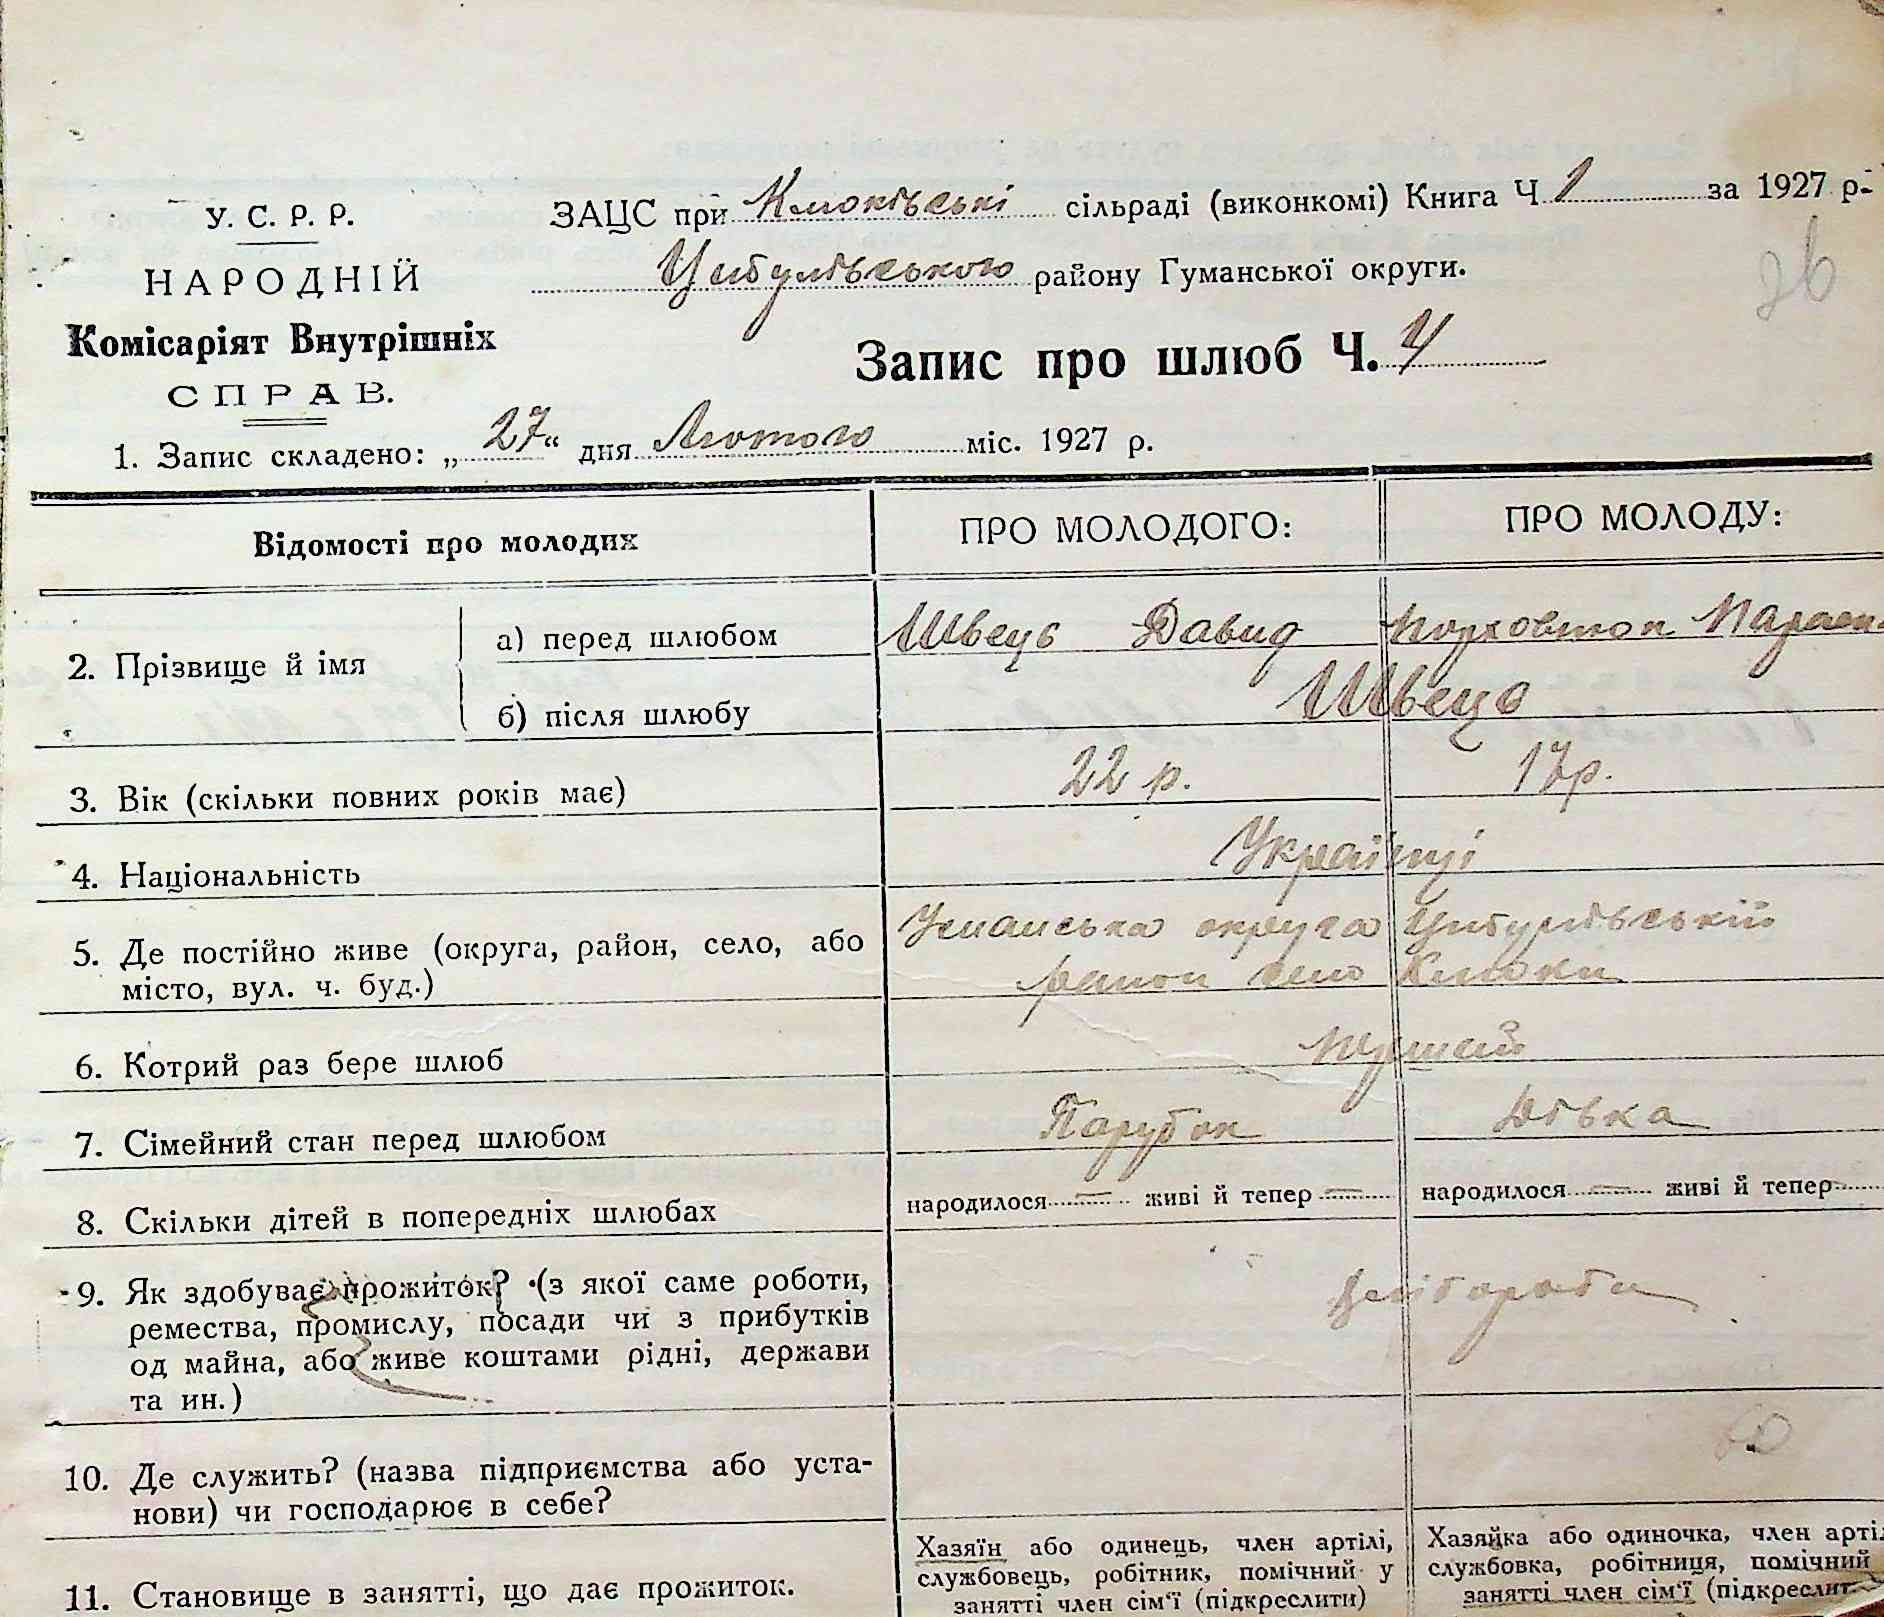 У. С. Р. Р.
НАРОДНІЙ
Комісаріят Внутрішніх
СПРАВ.
ЗАЦС при Клюківські сільраді (виконкомі) Книга Ч. 1 за 1927 р.
Цибулівського району Гуманської округи.
26
Запис про шлюб Ч. 4
1. Запис складено: „27“ дня Лютого міс. 1927 р.
Відомості про молодих
ПРО МОЛОДОГО:
ПРО МОЛОДУ:
2. Прізвище й імя
а) перед шлюбом
Швець Давид
Параск
б) після шлюбу
Швець
3. Вік (скільки повних років має)
22 р.
17 р.
4. Національність
Українці
5. Де постійно живе (округа, район, село, або
місто, вул. ч. буд.)
Уманська округа Цибулівській
район село Клюки
6. Котрий раз бере шлюб
Перший
7. Сімейний стан перед шлюбом
Парубок
Дівка
8. Скільки дітей в попередніх шлюбах
народилося — живі й тепер —
народилося — живі й тепер —
9. Як здобуває прожиток? (з якої саме роботи,
ремества, промислу, посади чи з прибутків
од майна, або живе коштами рідні, держави
та ин.)
Хлібороби
10. Де служить? (назва підприємства або уста-
нови) чи господарює в себе?
11. Становище в занятті, що дає прожиток.
Хазяїн або одинець, член артілі,
службовець, робітник, помічний у
занятті член сім'ї (підкреслити)
Хазяйка або одиночка, член арті
службовка, робітниця, помічний
занятті член сім'ї (підкреслит